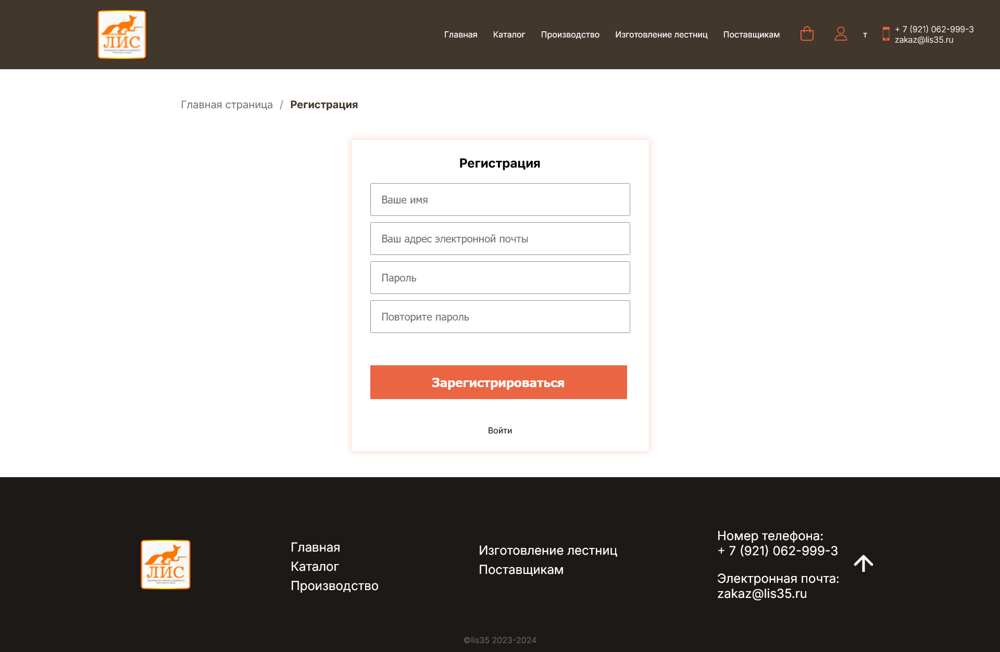 ЛИС
Главная
Каталог
Производство
Изготовление лестниц
Поставщикам
т
+ 7 (921) 062-999-3
zakaz@lis35.ru
Главная страница / Регистрация
Регистрация
Ваше имя
Ваш адрес электронной почты
Пароль
Повторите пароль
Зарегистрироваться
Войти
ЛИС
Главная
Каталог
Производство
Изготовление лестниц
Поставщикам
Номер телефона:
+ 7 (921) 062-999-3
Электронная почта:
zakaz@lis35.ru
©lis35 2023-2024